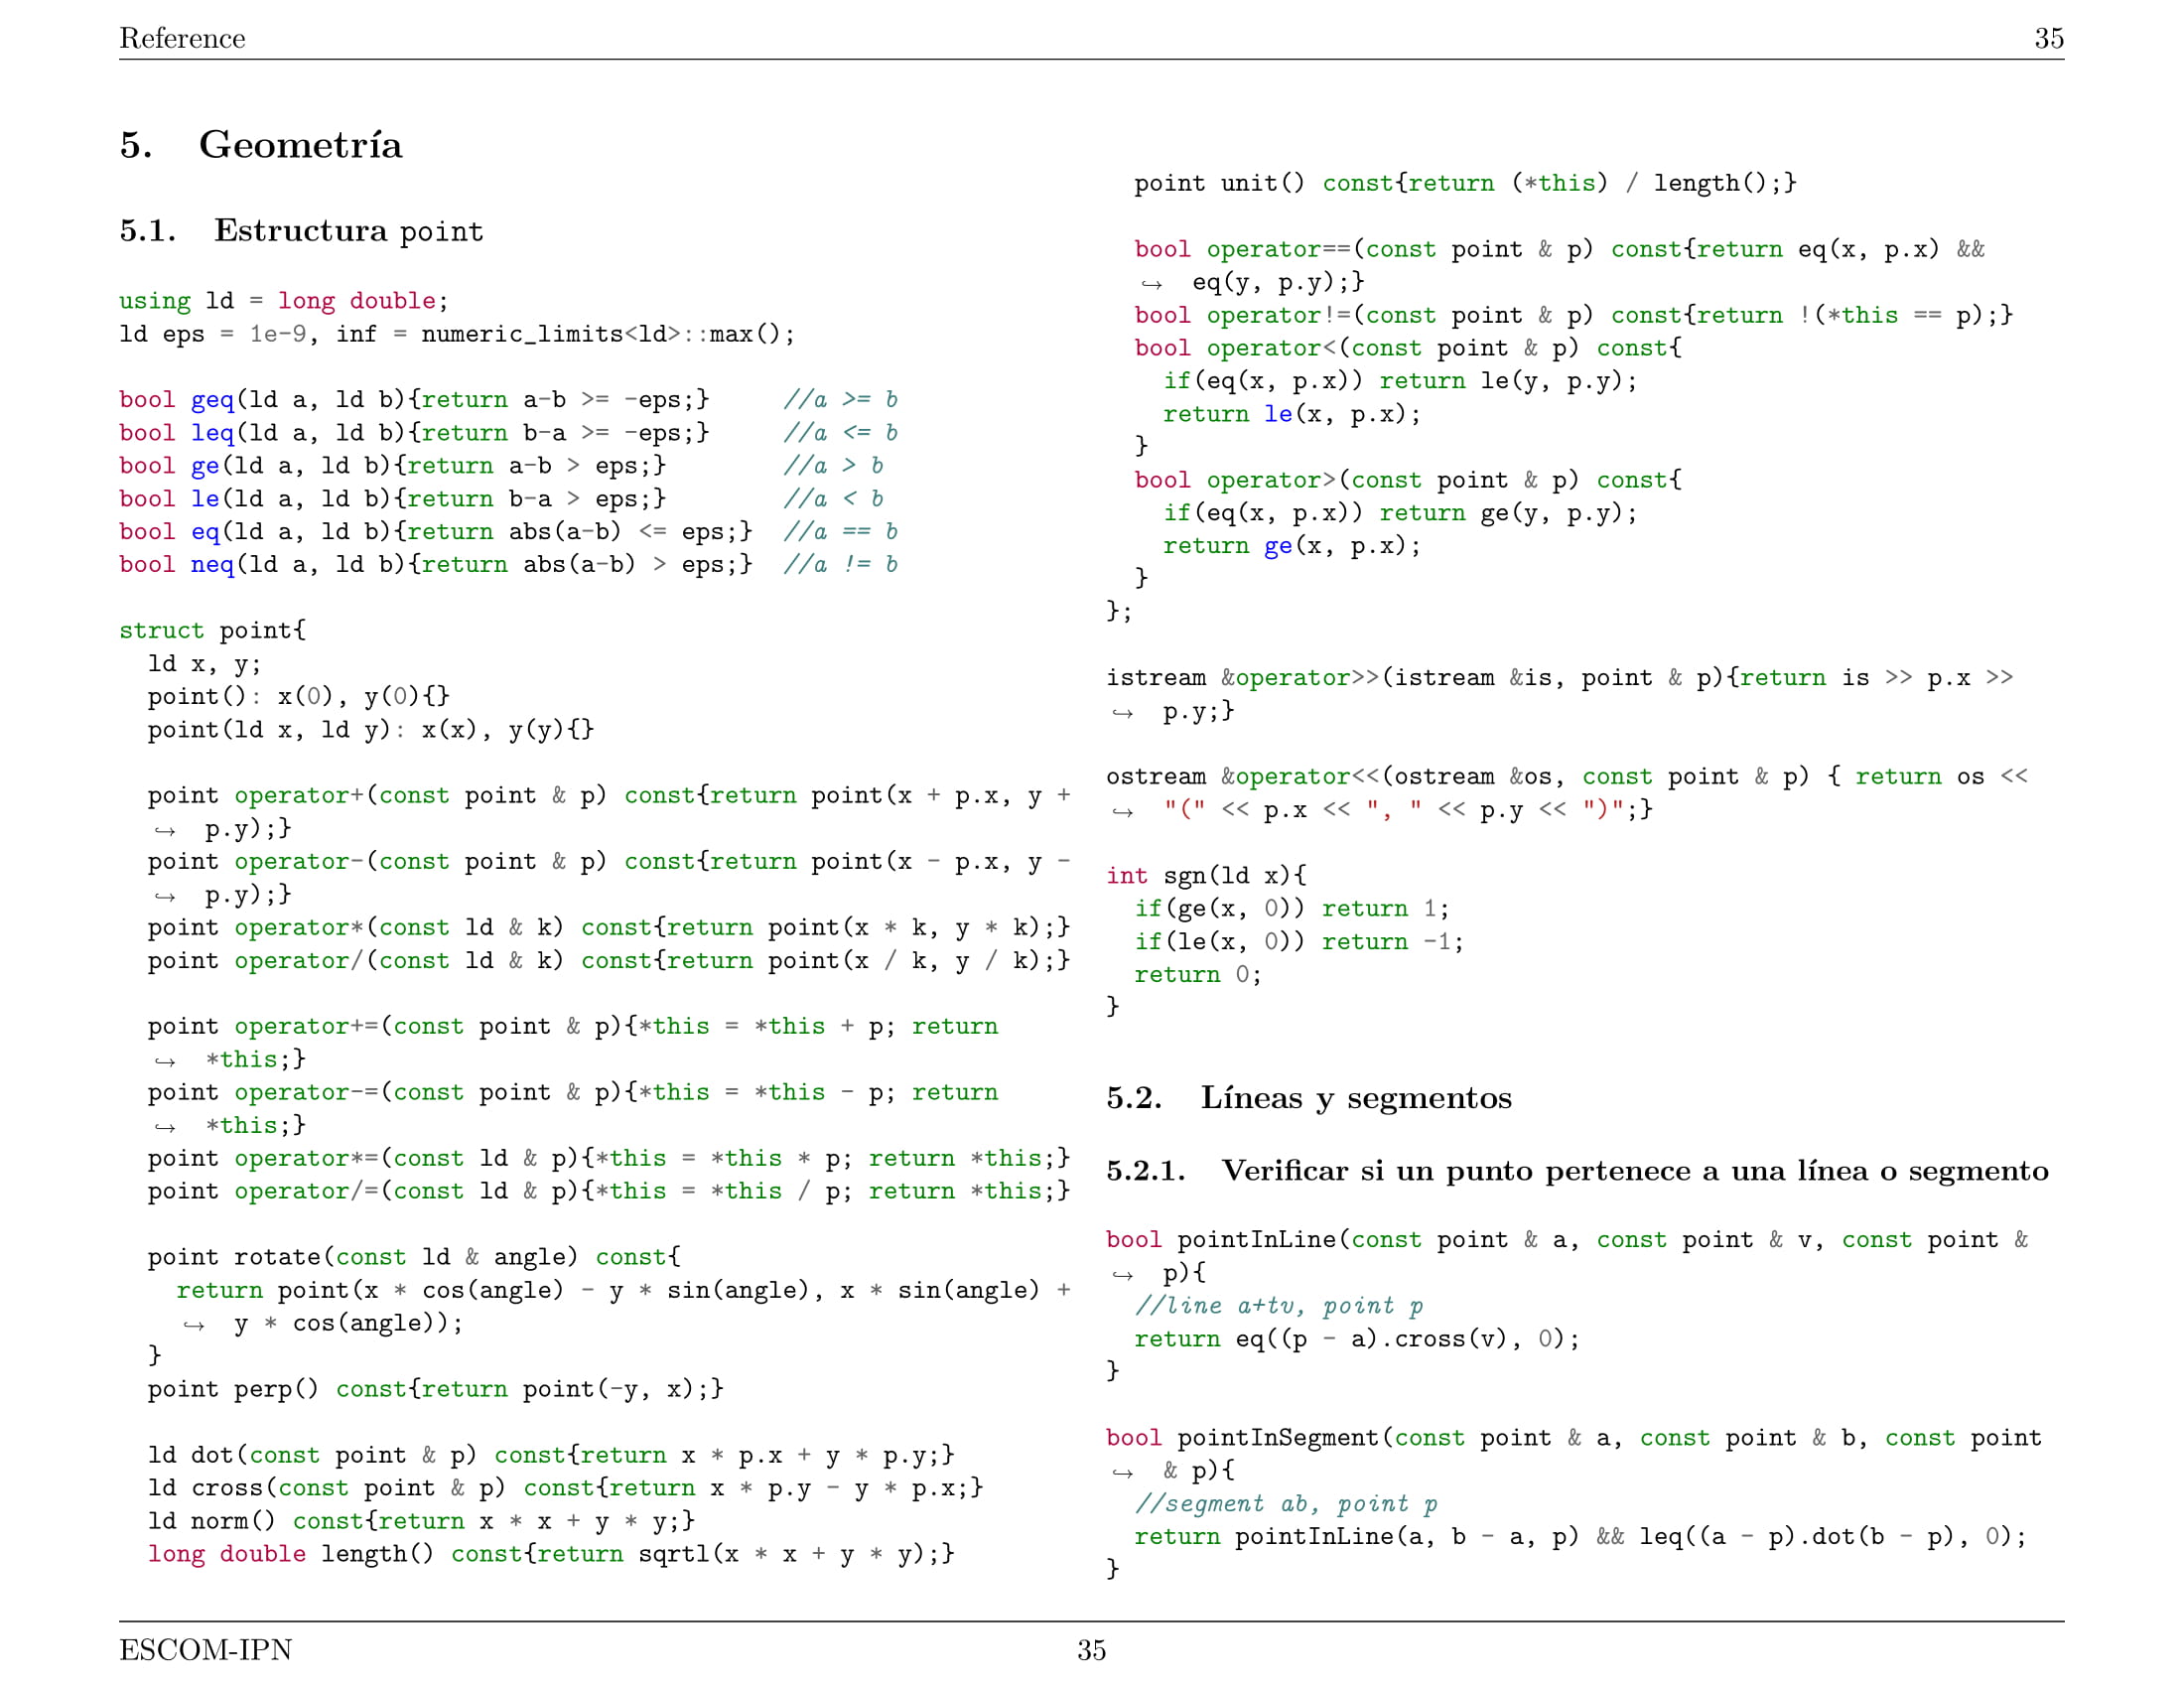 Reference 35
5. Geometría
5.1. Estructura point
using ld = long double;
ld eps = 1e-9, inf = numeric_limits<ld>::max();
bool geq(ld a, ld b){return a-b >= -eps;}     //a >= b
bool leq(ld a, ld b){return b-a >= -eps;}     //a <= b
bool ge(ld a, ld b){return a-b > eps;}        //a > b
bool le(ld a, ld b){return b-a > eps;}        //a < b
bool eq(ld a, ld b){return abs(a-b) <= eps;}  //a == b
bool neq(ld a, ld b){return abs(a-b) > eps;}  //a != b
struct point{
  ld x, y;
  point(): x(0), y(0){}
  point(ld x, ld y): x(x), y(y){}
  point operator+(const point & p) const{return point(x + p.x, y +
  ↪  p.y);}
  point operator-(const point & p) const{return point(x - p.x, y -
  ↪  p.y);}
  point operator*(const ld & k) const{return point(x * k, y * k);}
  point operator/(const ld & k) const{return point(x / k, y / k);}
  point operator+=(const point & p){*this = *this + p; return
  ↪  *this;}
  point operator-=(const point & p){*this = *this - p; return
  ↪  *this;}
  point operator*=(const ld & p){*this = *this * p; return *this;}
  point operator/=(const ld & p){*this = *this / p; return *this;}
  point rotate(const ld & angle) const{
    return point(x * cos(angle) - y * sin(angle), x * sin(angle) +
    ↪  y * cos(angle));
  }
  point perp() const{return point(-y, x);}
  ld dot(const point & p) const{return x * p.x + y * p.y;}
  ld cross(const point & p) const{return x * p.y - y * p.x;}
  ld norm() const{return x * x + y * y;}
  long double length() const{return sqrtl(x * x + y * y);}
  point unit() const{return (*this) / length();}
  bool operator==(const point & p) const{return eq(x, p.x) &&
  ↪  eq(y, p.y);}
  bool operator!=(const point & p) const{return !(*this == p);}
  bool operator<(const point & p) const{
    if(eq(x, p.x)) return le(y, p.y);
    return le(x, p.x);
  }
  bool operator>(const point & p) const{
    if(eq(x, p.x)) return ge(y, p.y);
    return ge(x, p.x);
  }
};
istream &operator>>(istream &is, point & p){return is >> p.x >>
↪  p.y;}
ostream &operator<<(ostream &os, const point & p) { return os <<
↪  "(" << p.x << ", " << p.y << ")";}
int sgn(ld x){
  if(ge(x, 0)) return 1;
  if(le(x, 0)) return -1;
  return 0;
}
5.2. Líneas y segmentos
5.2.1. Verificar si un punto pertenece a una línea o segmento
bool pointInLine(const point & a, const point & v, const point &
↪  p){
  //line a+tv, point p
  return eq((p - a).cross(v), 0);
}
bool pointInSegment(const point & a, const point & b, const point
↪  & p){
  //segment ab, point p
  return pointInLine(a, b - a, p) && leq((a - p).dot(b - p), 0);
}
ESCOM-IPN 35